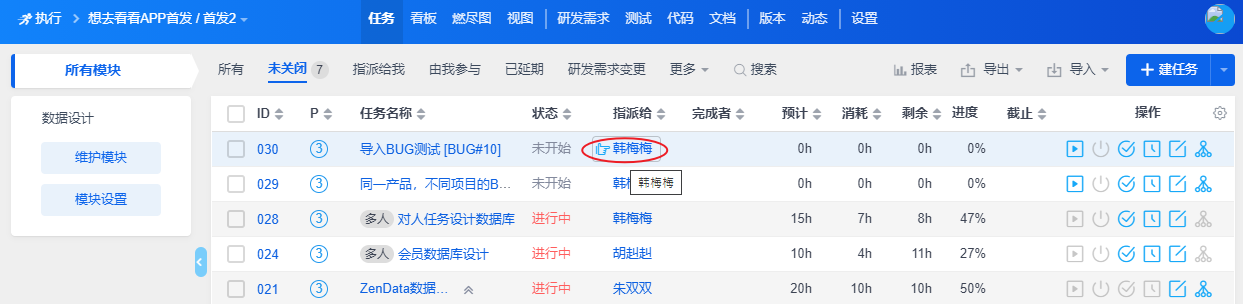 执行 > 想去看看APP首发 / 首发2 任务 看板 燃尽图 视图 研发需求 测试 代码 文档 版本 动态 设置
所有模块 所有 未关闭 7 指派给我 由我参与 已延期 研发需求变更 更多 搜索 报表 导出 导入 + 建任务
数据设计
维护模块
模块设置
ID P 任务名称 状态 指派给 完成者 预计 消耗 剩余 进度 截止 操作
030 3 导入BUG测试 [BUG#10] 未开始 韩梅梅 0h 0h 0h 0%
029 3 同一产品，不同项目的B... 未开始 0h 0h 0h 0%
韩梅梅
028 3 多人 对人任务设计数据库 进行中 韩梅梅 15h 7h 8h 47%
024 3 多人 会员数据库设计 进行中 胡赳赳 10h 4h 11h 27%
021 3 ZenData数据... 进行中 朱双双 20h 10h 10h 50%